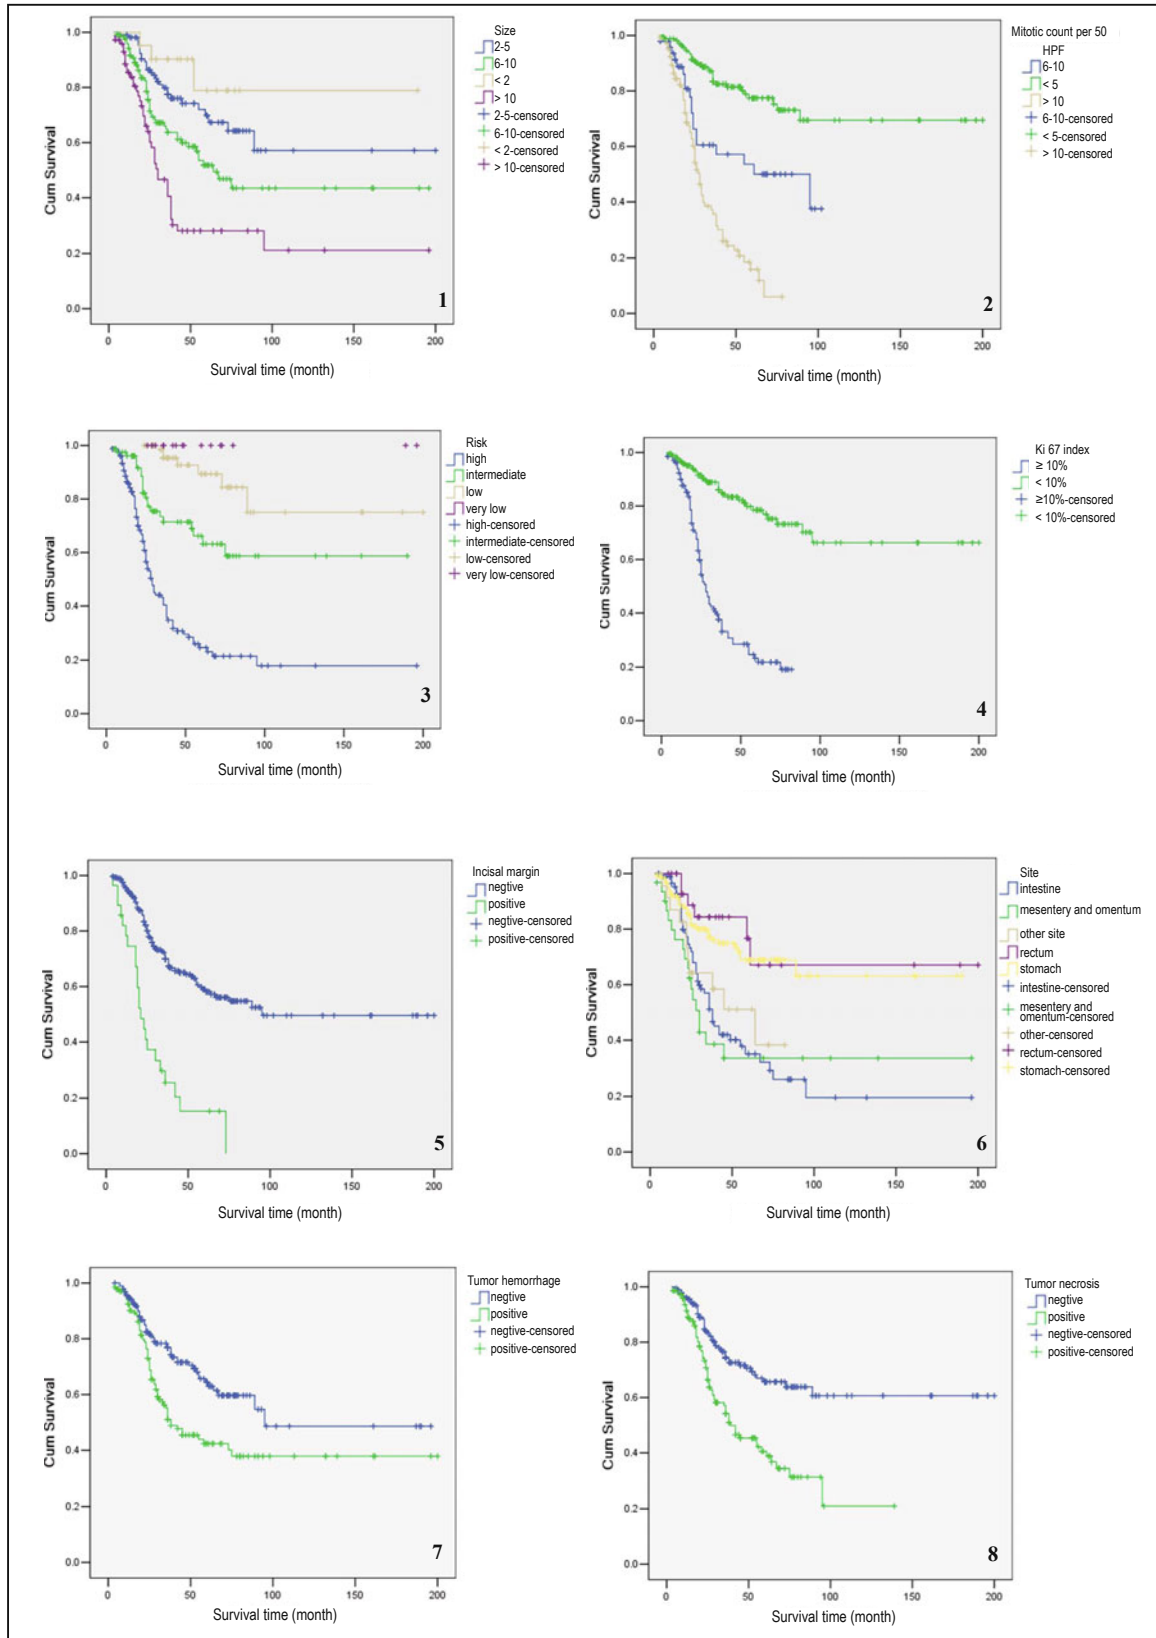 Size
2-5
6-10
< 2
> 10
2-5-censored
6-10-censored
< 2-censored
> 10-censored
Cum Survival
1.0
0.8
0.6
0.4
0.2
0.0
0
50
100
150
200
Survival time (month)
1
Mitotic count per 50
HPF
6-10
< 5
> 10
6-10-censored
< 5-censored
> 10-censored
Cum Survival
1.0
0.8
0.6
0.4
0.2
0.0
0
50
100
150
200
Survival time (month)
2
Risk
high
intermediate
low
very low
high-censored
intermediate-censored
low-censored
very low-censored
Cum Survival
1.0
0.8
0.6
0.4
0.2
0.0
0
50
100
150
200
Survival time (month)
3
Ki 67 index
≥ 10%
< 10%
≥10%-censored
< 10%-censored
Cum Survival
1.0
0.8
0.6
0.4
0.2
0.0
0
50
100
150
200
Survival time (month)
4
Incisal margin
negtive
positive
negtive-censored
positive-censored
Cum Survival
1.0
0.8
0.6
0.4
0.2
0.0
0
50
100
150
200
Survival time (month)
5
Site
intestine
mesentery and omentum
other site
rectum
stomach
intestine-censored
mesentery and
omentum-censored
other-censored
rectum-censored
stomach-censored
Cum Survival
1.0
0.8
0.6
0.4
0.2
0.0
0
50
100
150
200
Survival time (month)
6
Tumor hemorrhage
negtive
positive
negtive-censored
positive-censored
Cum Survival
1.0
0.8
0.6
0.4
0.2
0.0
0
50
100
150
200
Survival time (month)
7
Tumor necrosis
negtive
positive
negtive-censored
positive-censored
Cum Survival
1.0
0.8
0.6
0.4
0.2
0.0
0
50
100
150
200
Survival time (month)
8